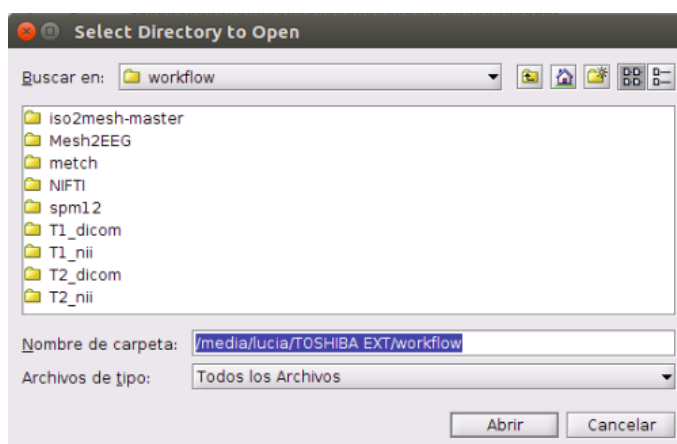 Select Directory to Open
Buscar en: workflow
iso2mesh-master
Mesh2EEG
metch
NIFTI
spm12
T1_dicom
T1_nii
T2_dicom
T2_nii
Nombre de carpeta: /media/lucia/TOSHIBA EXT/workflow
Archivos de tipo: Todos los Archivos
Abrir Cancelar